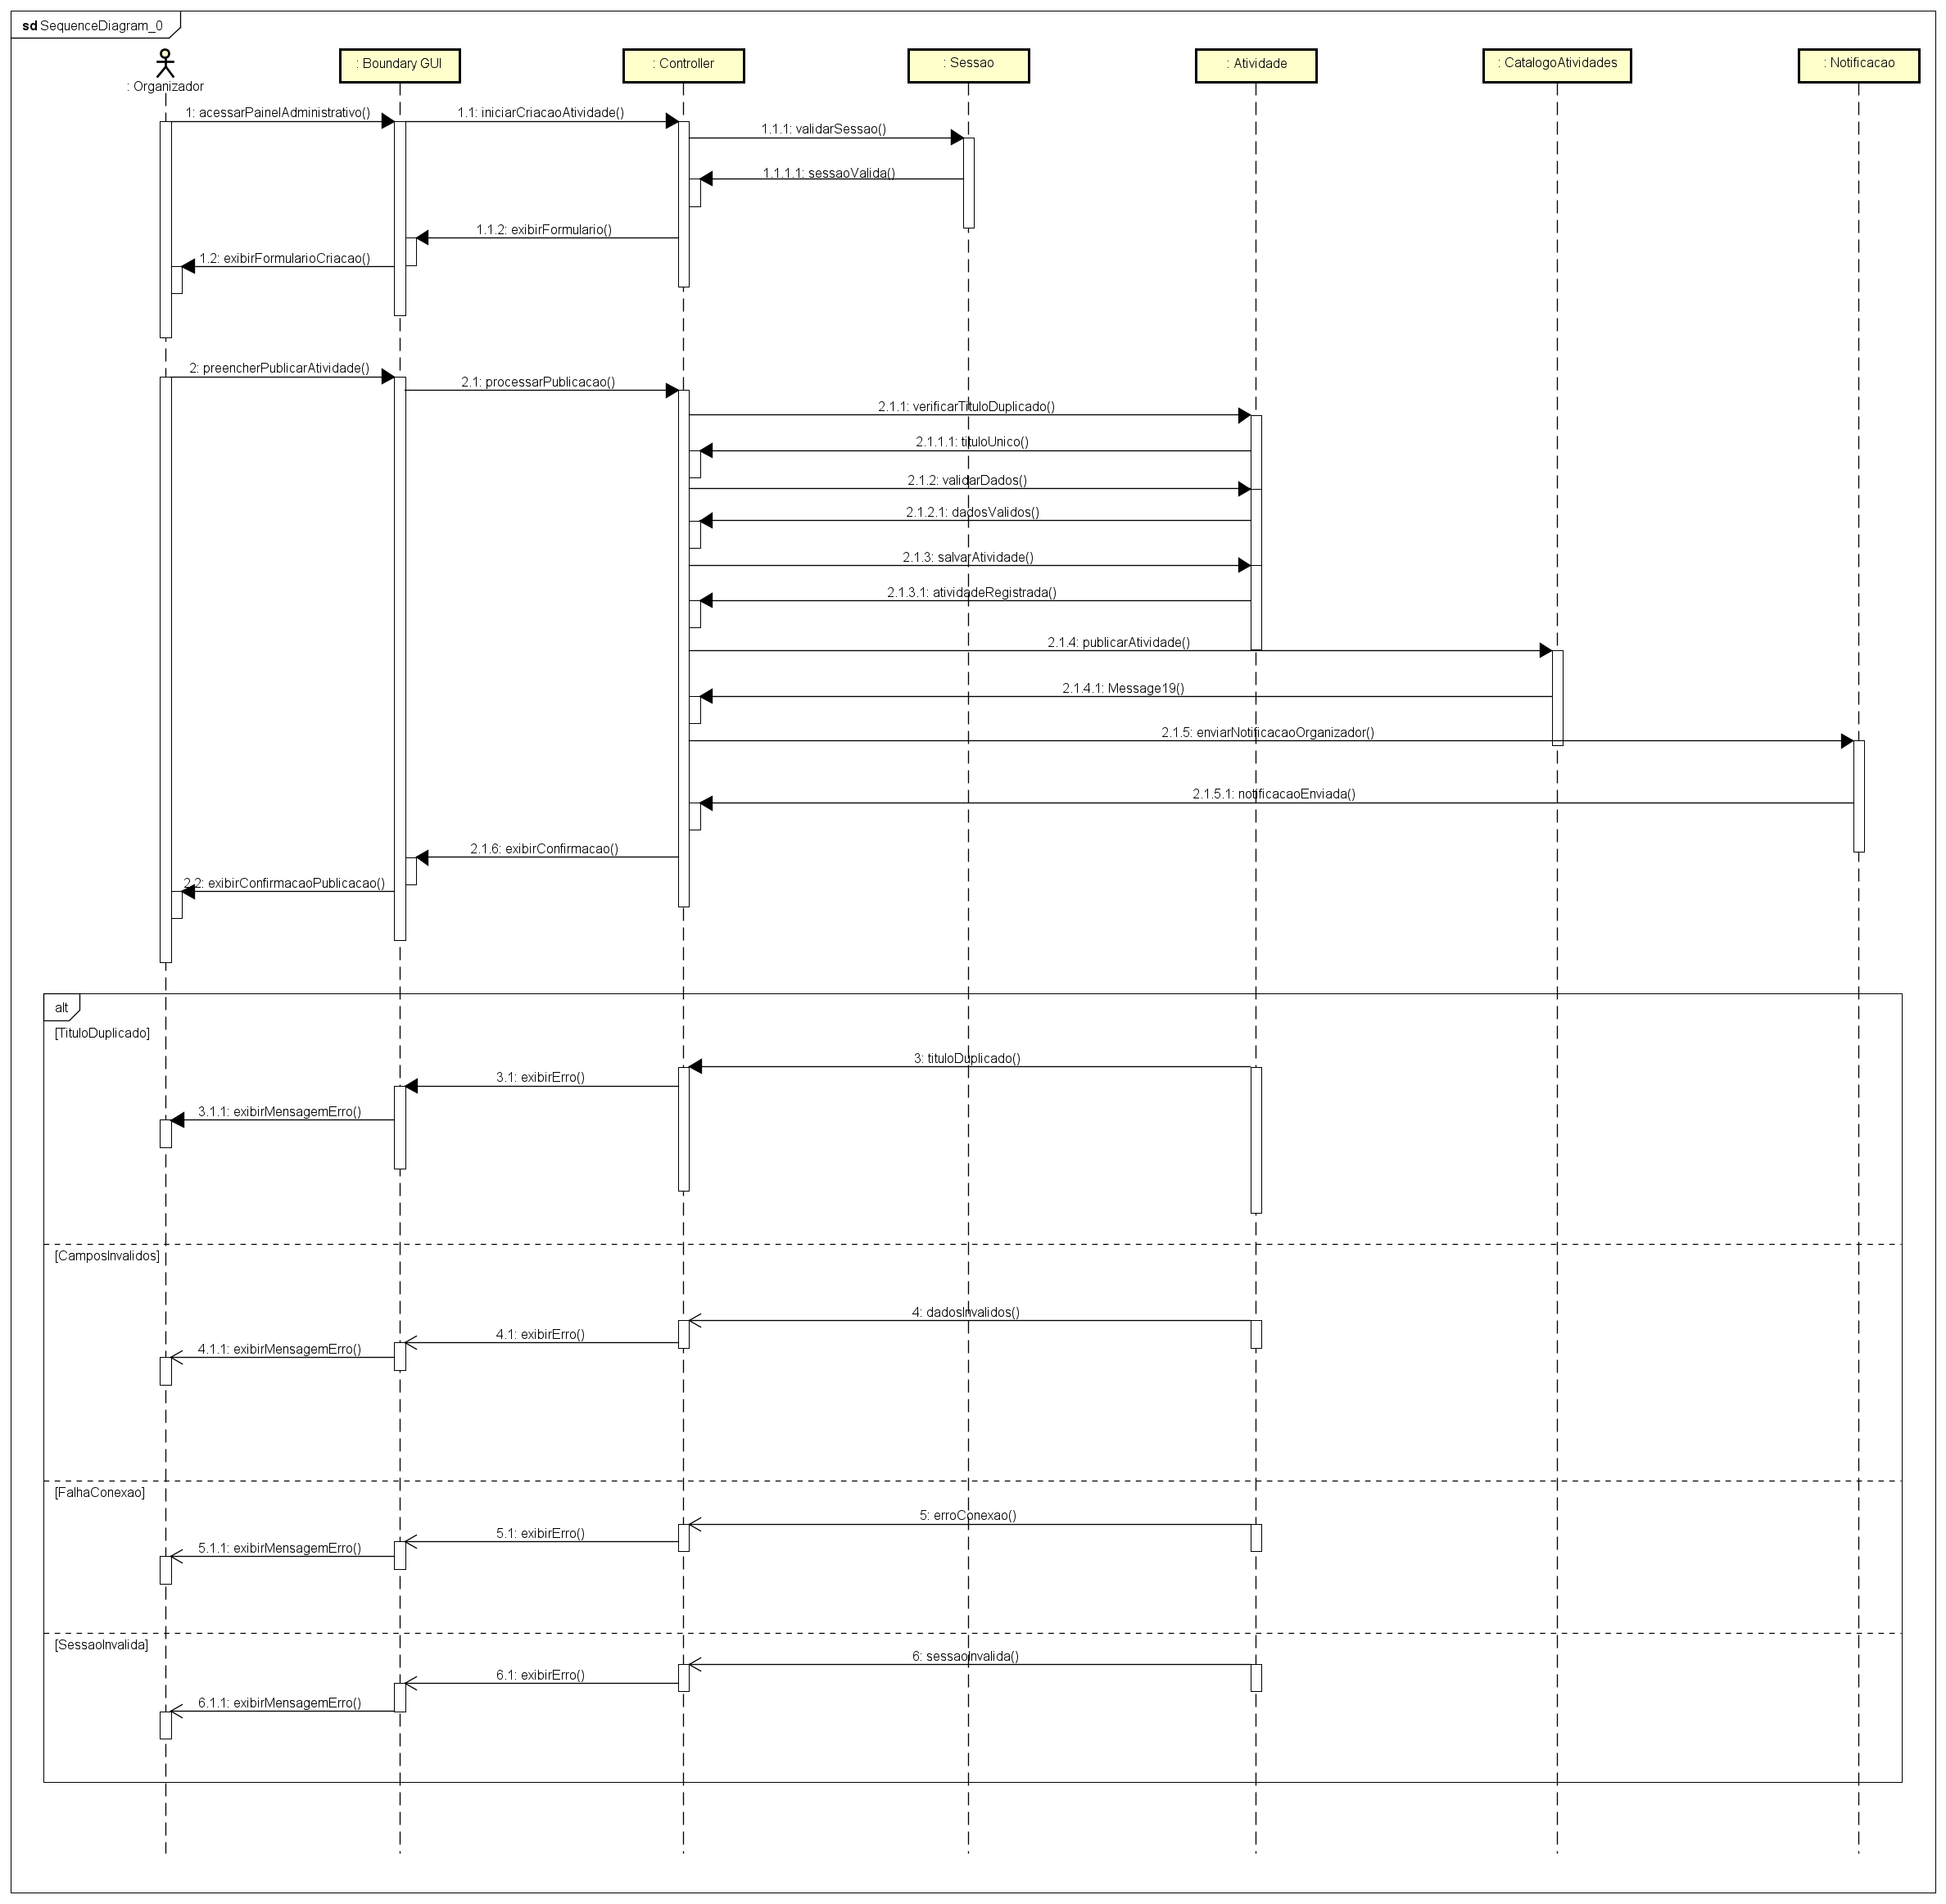 sd SequenceDiagram_0
: Organizador
: Boundary GUI
: Controller
: Sessao
: Atividade
: CatalogoAtividades
: Notificacao
1: acessarPainelAdministrativo()
1.1: iniciarCriacaoAtividade()
1.1.1: validarSessao()
1.1.1.1: sessaoValida()
1.1.2: exibirFormulario()
1.2: exibirFormularioCriacao()
2: preencherPublicarAtividade()
2.1: processarPublicacao()
2.1.1: verificarTituloDuplicado()
2.1.1.1: tituloUnico()
2.1.2: validarDados()
2.1.2.1: dadosValidos()
2.1.3: salvarAtividade()
2.1.3.1: atividadeRegistrada()
2.1.4: publicarAtividade()
2.1.4.1: Message19()
2.1.5: enviarNotificacaoOrganizador()
2.1.5.1: notificacaoEnviada()
2.1.6: exibirConfirmacao()
2.2: exibirConfirmacaoPublicacao()
alt
[TituloDuplicado]
3: tituloDuplicado()
3.1: exibirErro()
3.1.1: exibirMensagemErro()
[CamposInvalidos]
4: dadosInvalidos()
4.1: exibirErro()
4.1.1: exibirMensagemErro()
[FalhaConexao]
5: erroConexao()
5.1: exibirErro()
5.1.1: exibirMensagemErro()
[SessaoInvalida]
6: sessaoInvalida()
6.1: exibirErro()
6.1.1: exibirMensagemErro()